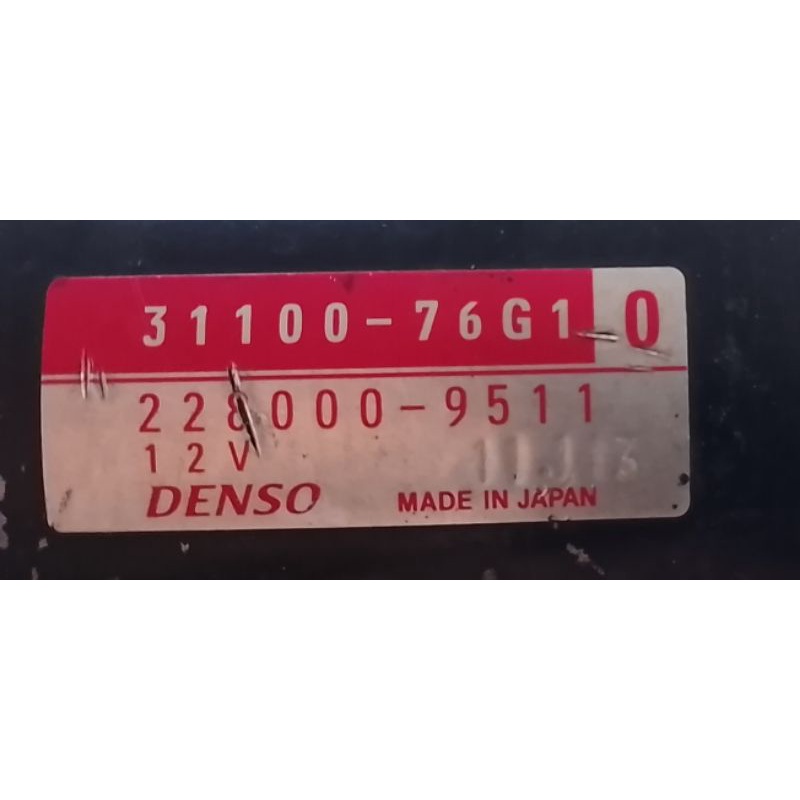 31100-76G1 0
228000-9511
12V
DENSO MADE IN JAPAN